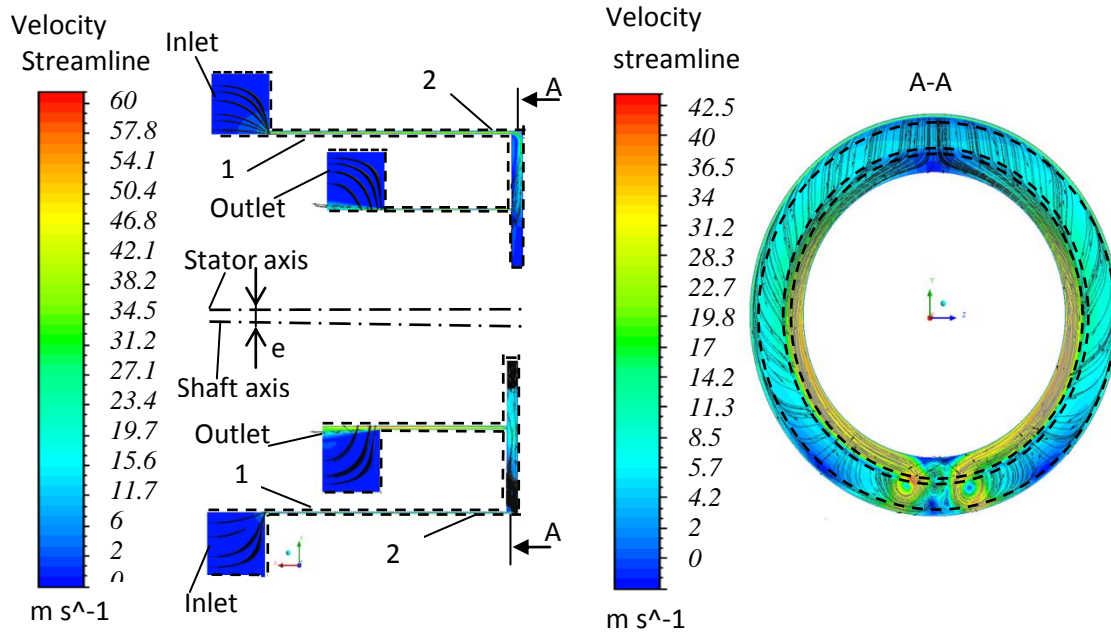 Velocity
Streamline
60
57.8
54.1
50.4
46.8
42.1
38.2
34.5
31.2
27.1
23.4
19.7
15.6
11.7
6
2
0
m s^-1
Inlet
2
A
1
Outlet
Stator axis
e
Shaft axis
Outlet
1
2
A
Inlet
Velocity
streamline
A-A
42.5
40
36.5
34
31.2
28.3
22.7
19.8
17
14.2
11.3
8.5
5.7
4.2
2
0
m s^-1